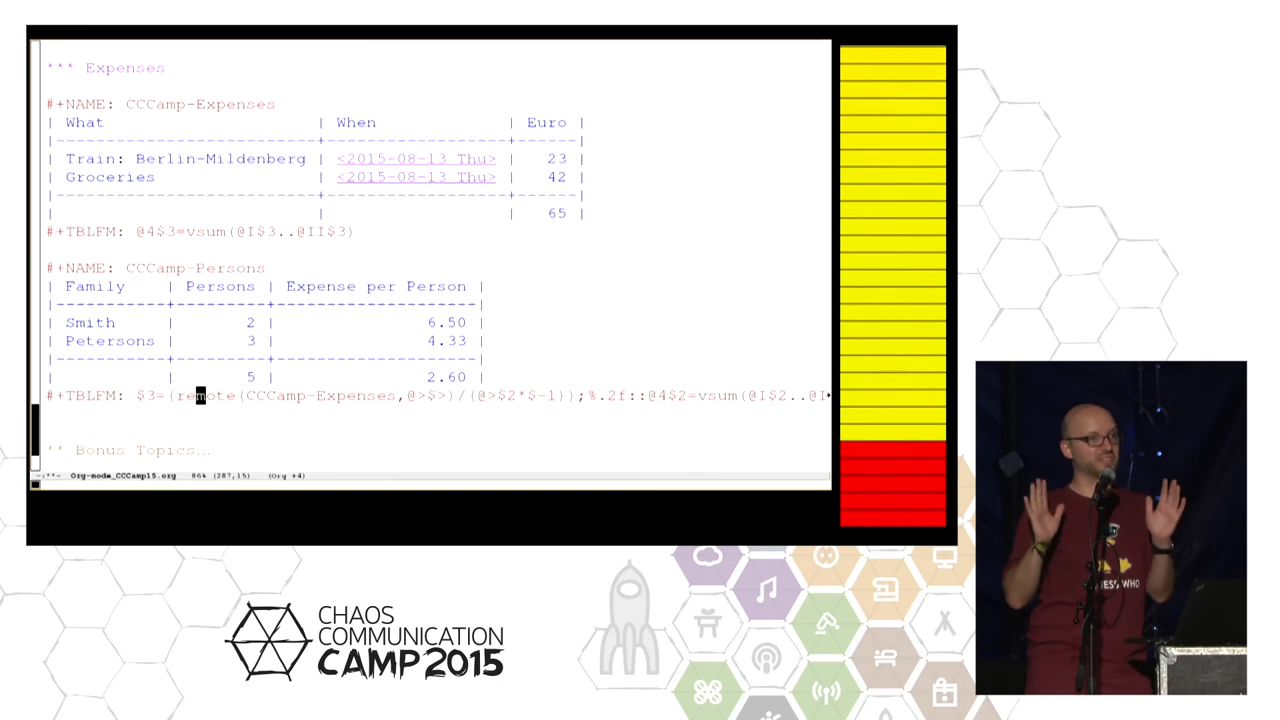 *** Expenses
#+NAME: CCCamp-Expenses
| What | When | Euro |
|-----------------------------+--------------------+------|
| Train: Berlin-Mildenberg | <2015-08-13 Thu> | 23 |
| Groceries | <2015-08-13 Thu> | 42 |
|-----------------------------+--------------------+------|
| | | 65 |
#+TBLFM: @4$3=vsum(@I$3..@II$3)
#+NAME: CCCamp-Persons
| Family | Persons | Expense per Person |
|------------+---------+---------------------|
| Smith | 2 | 6.50 |
| Petersons | 3 | 4.33 |
|------------+---------+---------------------|
| | 5 | 2.60 |
#+TBLFM: $3=(remote(CCCamp-Expenses,@>$>)/(@>$2*$-1));%.2f::@4$2=vsum(@I$2..@I
** Bonus Topics...
-:**- Org-mode_CCCamp15.org 86% (287,15) (Org +4)
CHAOS
COMMUNICATION
CAMP 2015